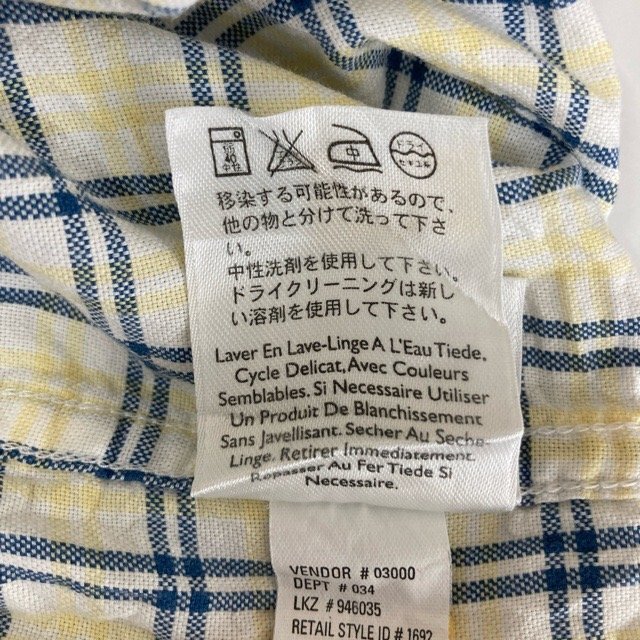 40
中
移染する可能性があるので、
他の物と分けて洗って下さ
い。
中性洗剤を使用して下さい。
ドライクリーニングは新し
い溶剤を使用して下さい。
Laver En Lave-Linge A L'Eau Tiede.
Cycle Delicat, Avec Couleurs
Semblables. Si Necessaire Utiliser
Un Produit De Blanchissement
Sans Javellisant. Secher Au Seche-
Linge. Retirer Immediatement.
Repasser Au Fer Tiede Si
Necessaire.
VENDOR # 03000
DEPT # 034
LKZ # 946035
RETAIL STYLE ID # 1692